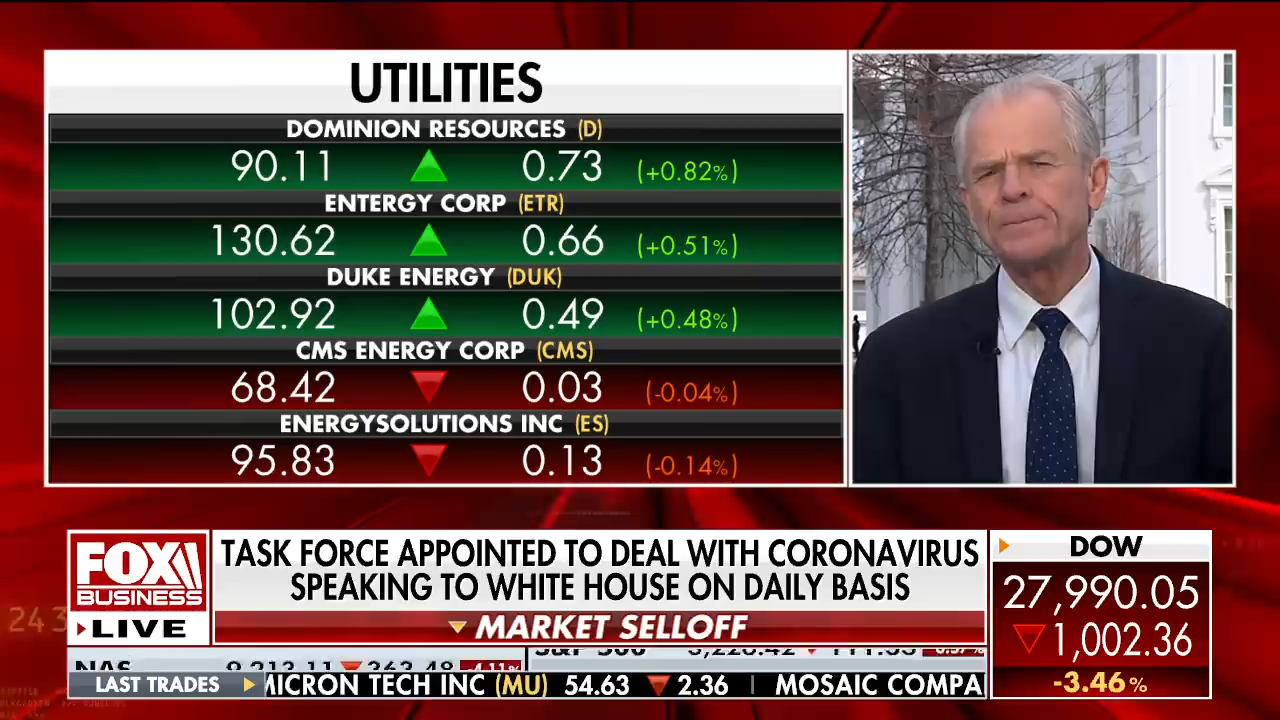 UTILITIES
DOMINION RESOURCES (D)
90.11 0.73 (+0.82%)
ENTERGY CORP (ETR)
130.62 0.66 (+0.51%)
DUKE ENERGY (DUK)
102.92 0.49 (+0.48%)
CMS ENERGY CORP (CMS)
68.42 0.03 (-0.04%)
ENERGYSOLUTIONS INC (ES)
95.83 0.13 (-0.14%)
FOX
BUSINESS
LIVE
TASK FORCE APPOINTED TO DEAL WITH CORONAVIRUS
SPEAKING TO WHITE HOUSE ON DAILY BASIS
MARKET SELLOFF
DOW
27,990.05
1,002.36
-3.46%
NAS
S&P 500
LAST TRADES MICRON TECH INC (MU) 54.63 2.36 | MOSAIC COMPA
243